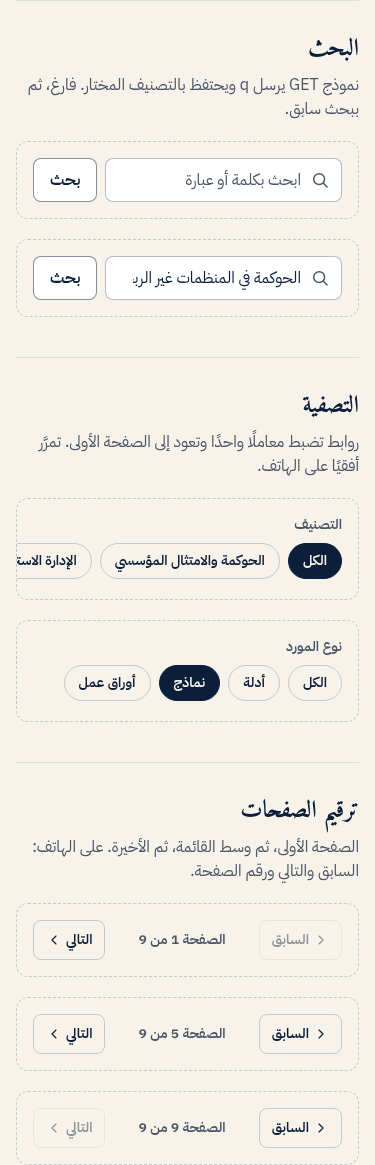 البحث
نموذج GET يرسل q ويحتفظ بالتصنيف المختار. فارغ، ثم
ببحث سابق.
ابحث بكلمة أو عبارة
بحث
الحوكمة في المنظمات غير الرب
بحث
التصفية
روابط تضبط معاملًا واحدًا وتعود إلى الصفحة الأولى. تمرَّر
أفقيًا على الهاتف.
التصنيف
الكل
الحوكمة والامتثال المؤسسي
الإدارة الاست
نوع المورد
الكل
أدلة
نماذج
أوراق عمل
ترقيم الصفحات
الصفحة الأولى، ثم وسط القائمة، ثم الأخيرة. على الهاتف:
السابق والتالي ورقم الصفحة.
السابق
الصفحة 1 من 9
التالي
السابق
الصفحة 5 من 9
التالي
السابق
الصفحة 9 من 9
التالي